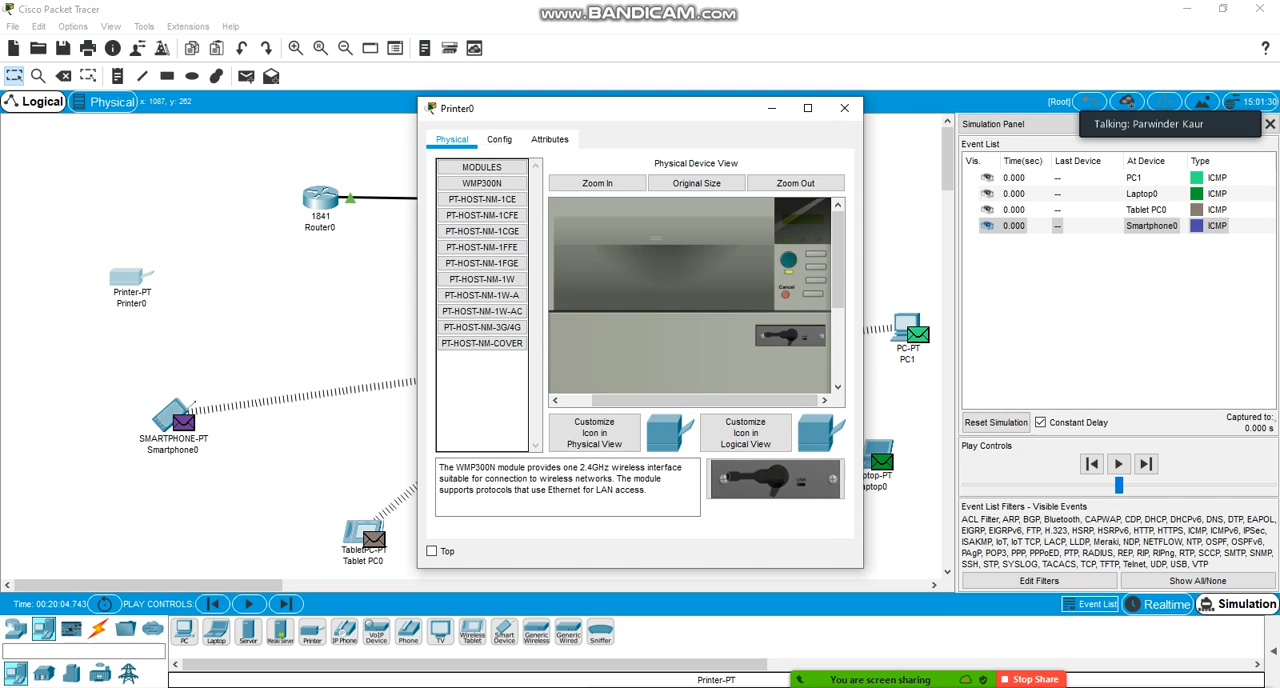 Cisco Packet Tracer
www.BANDICAM.com
File Edit Options View Tools Extensions Help
Logical Physical x: 1087, y: 262
[Root] 15:01:30
Talking: Parwinder Kaur
1841
Router0
Printer-PT
Printer0
SMARTPHONE-PT
Smartphone0
TabletPC-PT
Tablet PC0
PC-PT
PC1
ptop-PT
ptop0
Printer0
Physical Config Attributes
MODULES
WMP300N
PT-HOST-NM-1CE
PT-HOST-NM-1CFE
PT-HOST-NM-1CGE
PT-HOST-NM-1FFE
PT-HOST-NM-1FGE
PT-HOST-NM-1W
PT-HOST-NM-1W-A
PT-HOST-NM-1W-AC
PT-HOST-NM-3G/4G
PT-HOST-NM-COVER
Physical Device View
Zoom In Original Size Zoom Out
Cancel
Customize
Icon in
Physical View
Customize
Icon in
Logical View
The WMP300N module provides one 2.4GHz wireless interface
suitable for connection to wireless networks. The module
supports protocols that use Ethernet for LAN access.
Top
Simulation Panel
Event List
Vis. Time(sec) Last Device At Device Type
0.000 -- PC1 ICMP
0.000 -- Laptop0 ICMP
0.000 -- Tablet PC0 ICMP
0.000 -- Smartphone0 ICMP
Reset Simulation Constant Delay Captured to:
0.000 s
Play Controls
Event List Filters - Visible Events
ACL Filter, ARP, BGP, Bluetooth, CAPWAP, CDP, DHCP, DHCPv6, DNS, DTP, EAPOL,
EIGRP, EIGRPv6, FTP, H.323, HSRP, HSRPv6, HTTP, HTTPS, ICMP, ICMPv6, IPSec,
ISAKMP, IoT, IoT TCP, LACP, LLDP, Meraki, NDP, NETFLOW, NTP, OSPF, OSPFv6,
PAgP, POP3, PPP, PPPoED, PTP, RADIUS, REP, RIP, RIPng, RTP, SCCP, SMTP, SNMP,
SSH, STP, SYSLOG, TACACS, TCP, TFTP, Telnet, UDP, USB, VTP
Edit Filters Show All/None
Time: 00:20:04.743 PLAY CONTROLS: Event List Realtime Simulation
PC Laptop Server Meraki Server Printer IP Phone VoIP Device Phone TV Wireless Tablet Smart Device Generic Wireless Generic Wired Sniffer
Printer-PT
You are screen sharing Stop Share